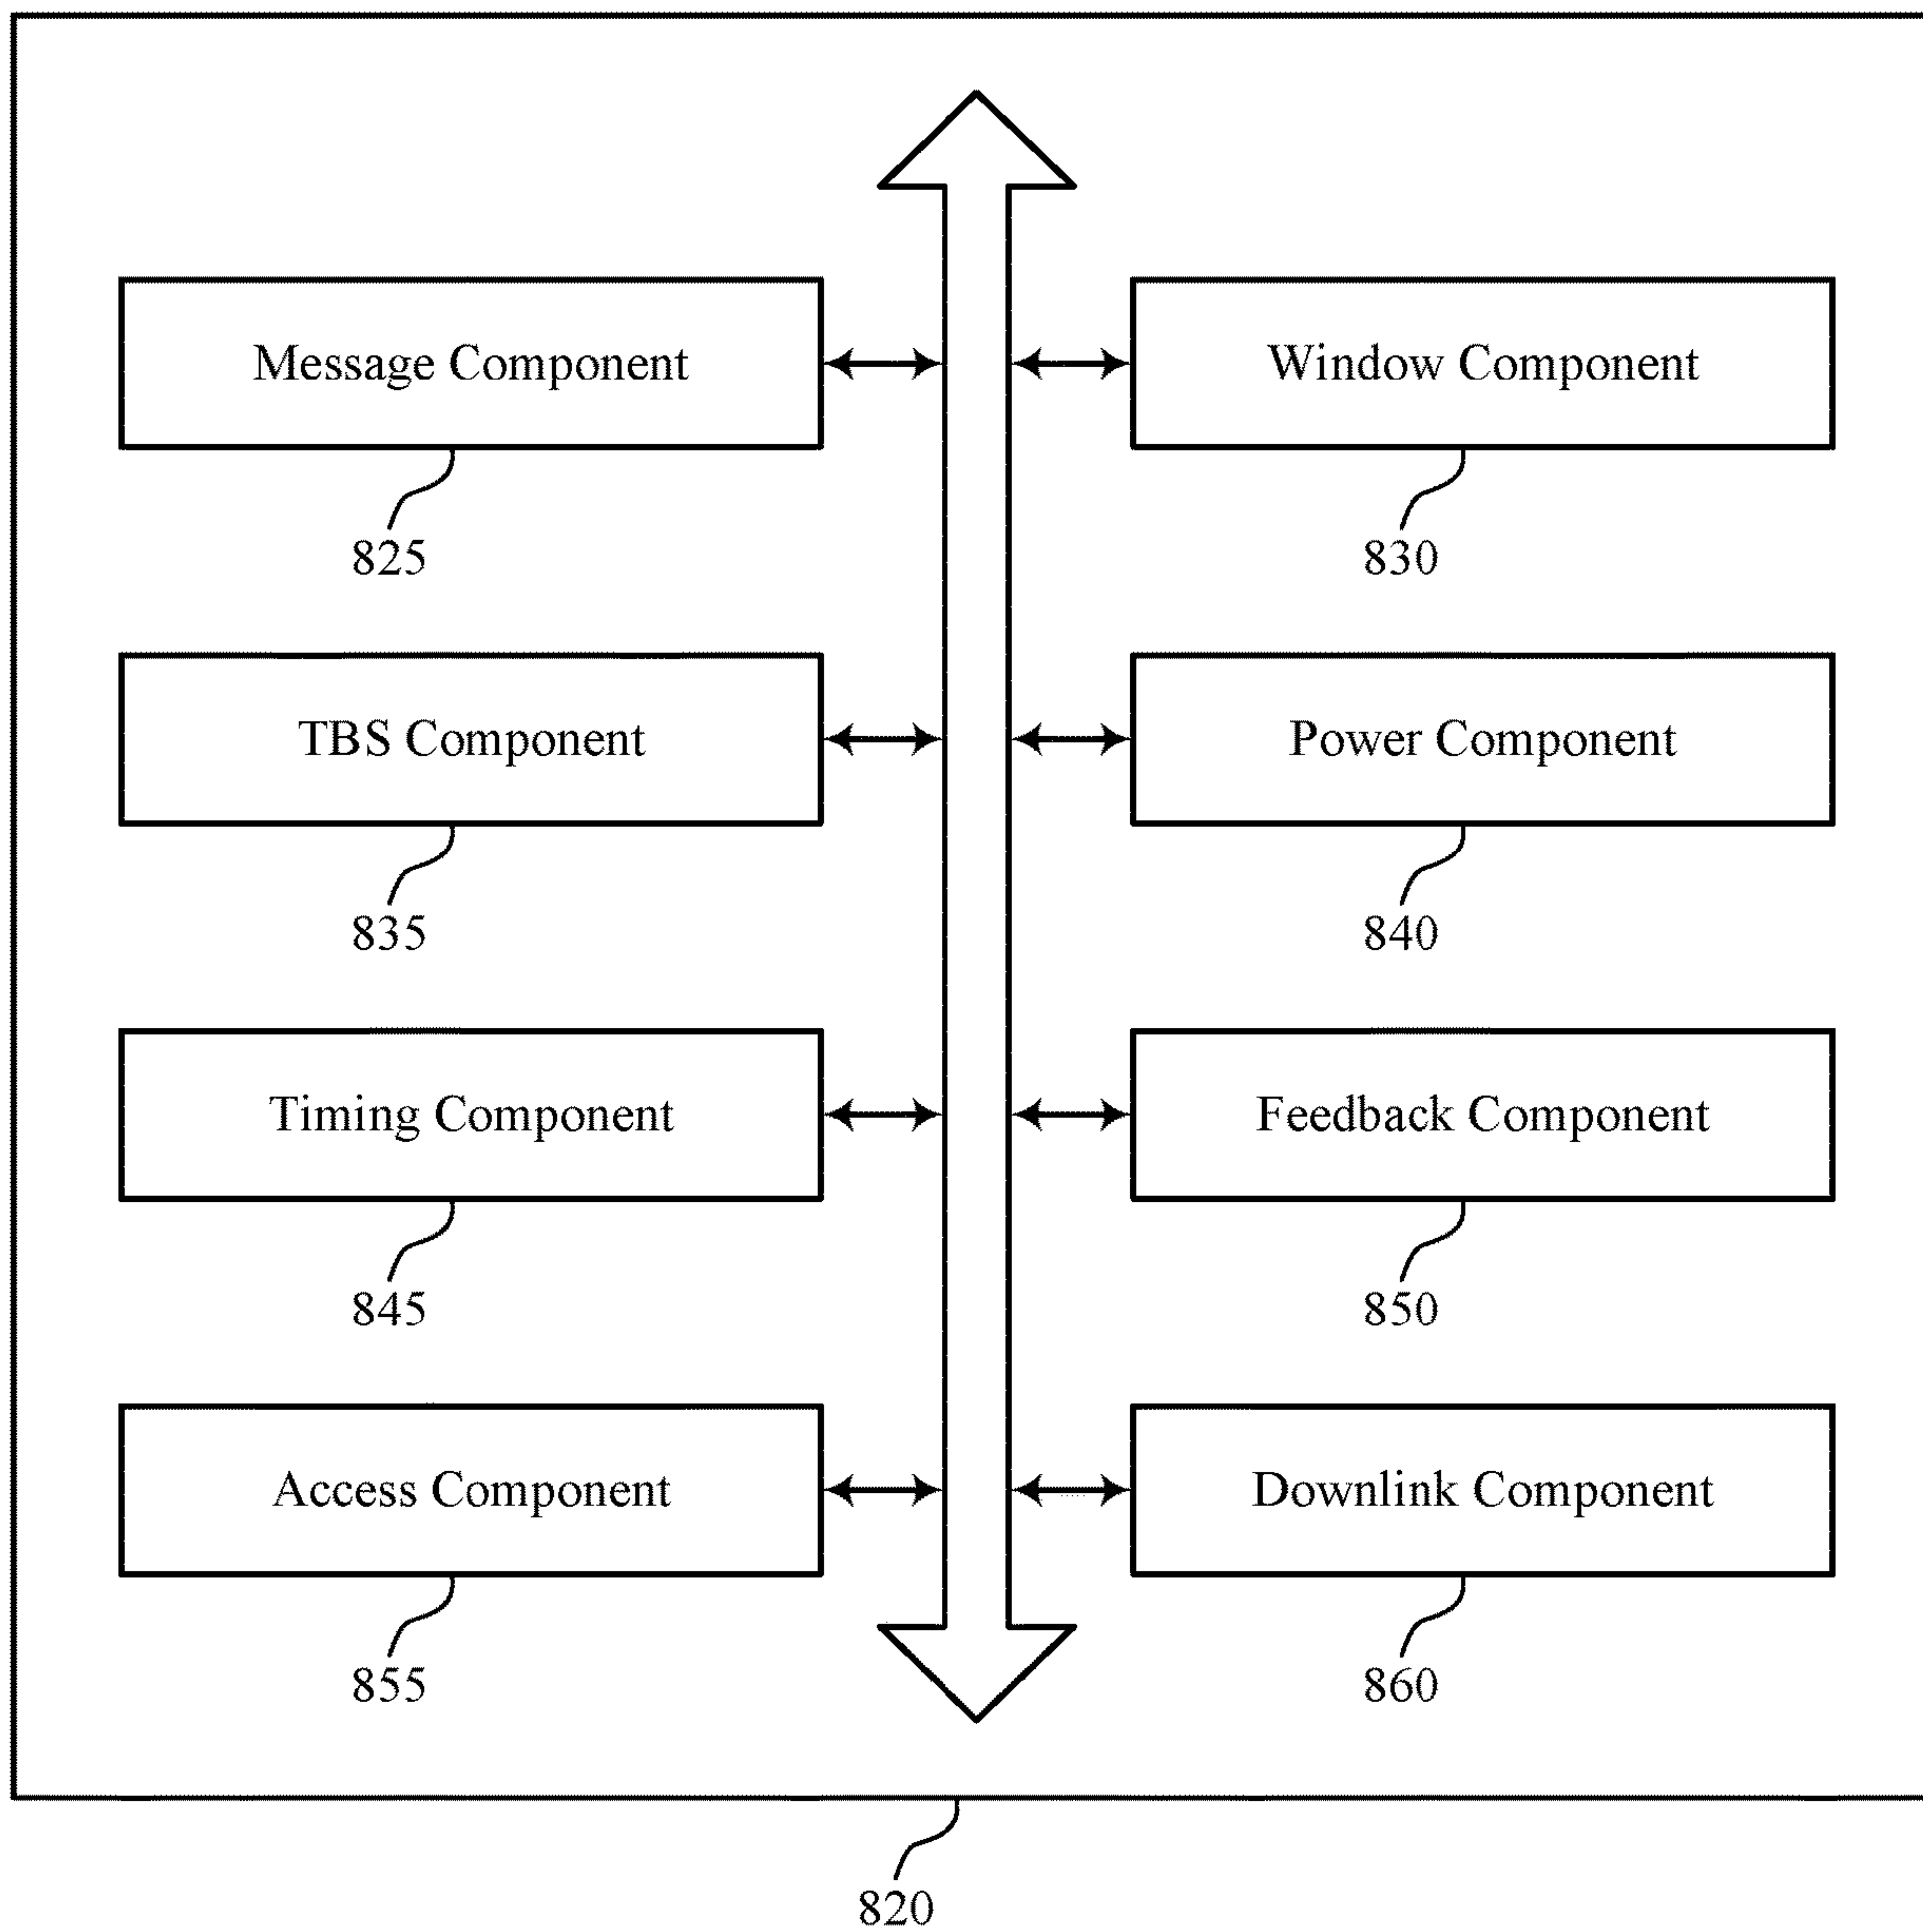 Message Component
Window Component
825
830
TBS Component
Power Component
835
840
Timing Component
Feedback Component
845
850
Access Component
Downlink Component
855
860
820